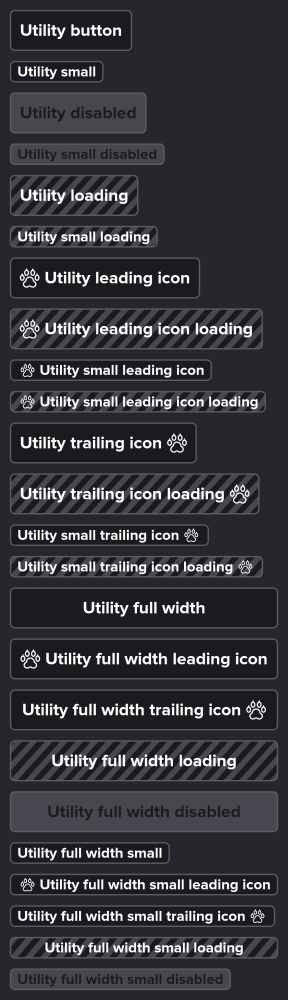 Utility button
Utility small
Utility disabled
Utility small disabled
Utility loading
Utility small loading
Utility leading icon
Utility leading icon loading
Utility small leading icon
Utility small leading icon loading
Utility trailing icon
Utility trailing icon loading
Utility small trailing icon
Utility small trailing icon loading
Utility full width
Utility full width leading icon
Utility full width trailing icon
Utility full width loading
Utility full width disabled
Utility full width small
Utility full width small leading icon
Utility full width small trailing icon
Utility full width small loading
Utility full width small disabled